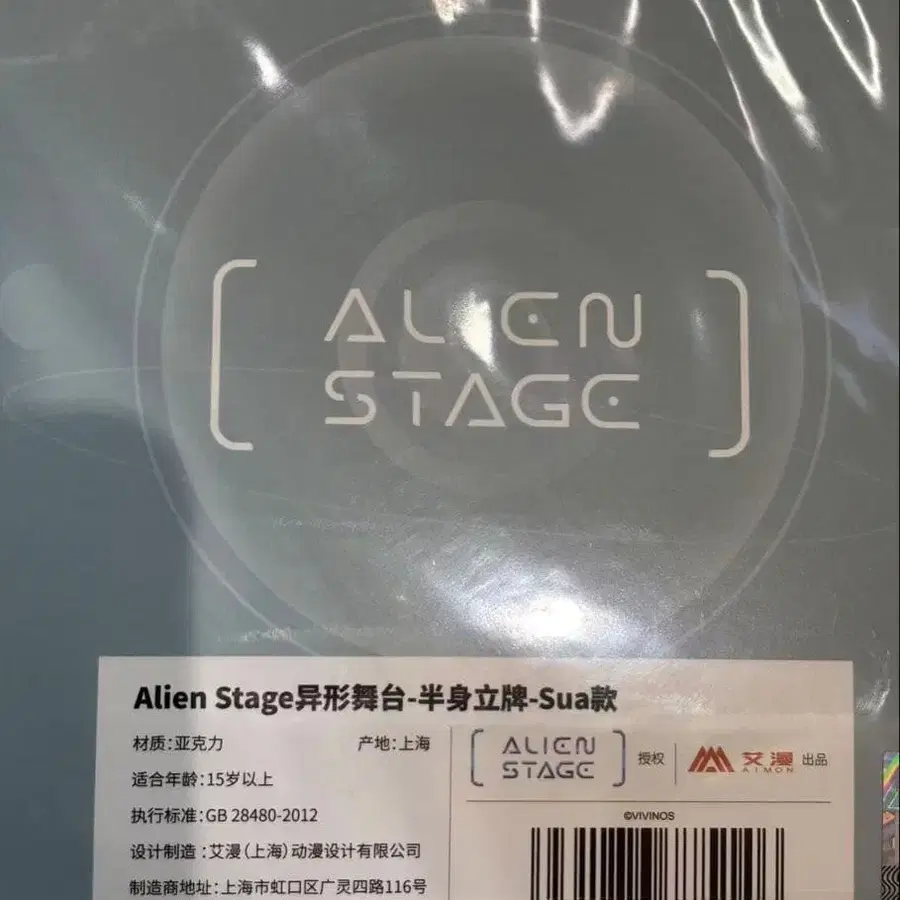 ALIEN
STAGE
Alien Stage异形舞台-半身立牌-Sua款
材质:亚克力 产地:上海
适合年龄:15岁以上
执行标准:GB 28480-2012
设计制造:艾漫(上海)动漫设计有限公司
制造商地址:上海市虹口区广灵四路116号
ALIEN
STAGE
授权
艾漫
AIMON
出品
©VIVINOS